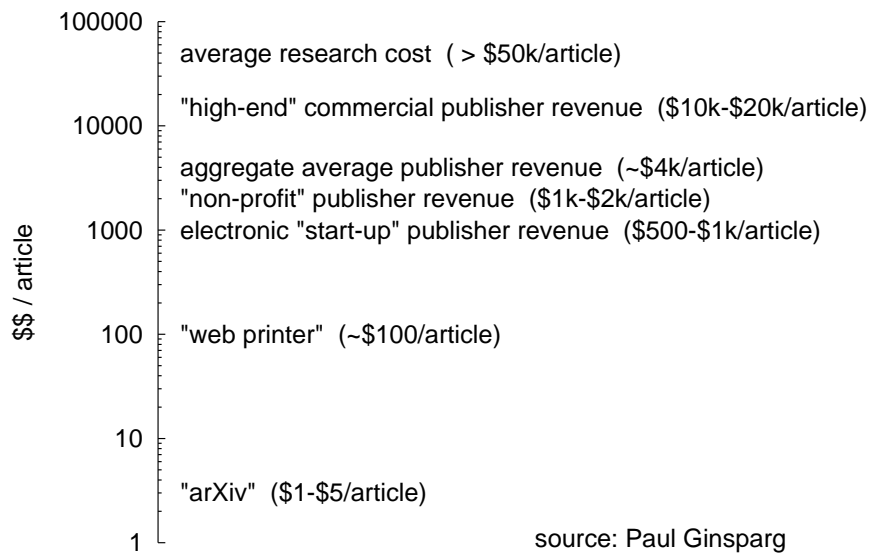 100000
average research cost ( > $50k/article)
"high-end" commercial publisher revenue ($10k-$20k/article)
10000
aggregate average publisher revenue (~$4k/article)
"non-profit" publisher revenue ($1k-$2k/article)
1000
electronic "start-up" publisher revenue ($500-$1k/article)
$$ / article
100
"web printer" (~$100/article)
10
"arXiv" ($1-$5/article)
1
source: Paul Ginsparg